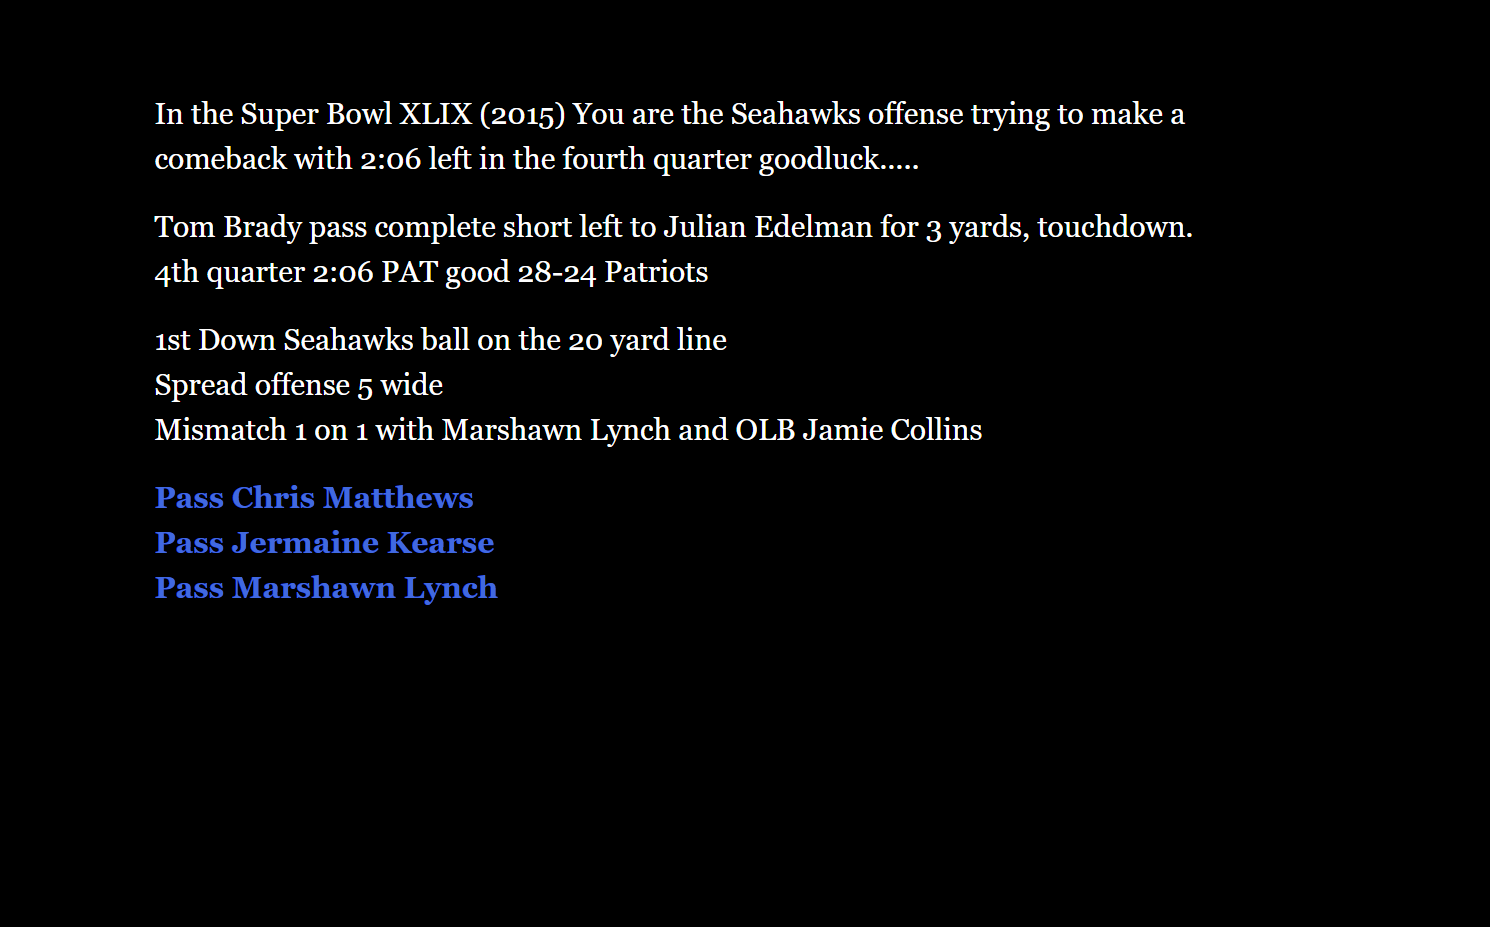 In the Super Bowl XLIX (2015) You are the Seahawks offense trying to make a
comeback with 2:06 left in the fourth quarter goodluck.....
Tom Brady pass complete short left to Julian Edelman for 3 yards, touchdown.
4th quarter 2:06 PAT good 28-24 Patriots
1st Down Seahawks ball on the 20 yard line
Spread offense 5 wide
Mismatch 1 on 1 with Marshawn Lynch and OLB Jamie Collins
Pass Chris Matthews
Pass Jermaine Kearse
Pass Marshawn Lynch